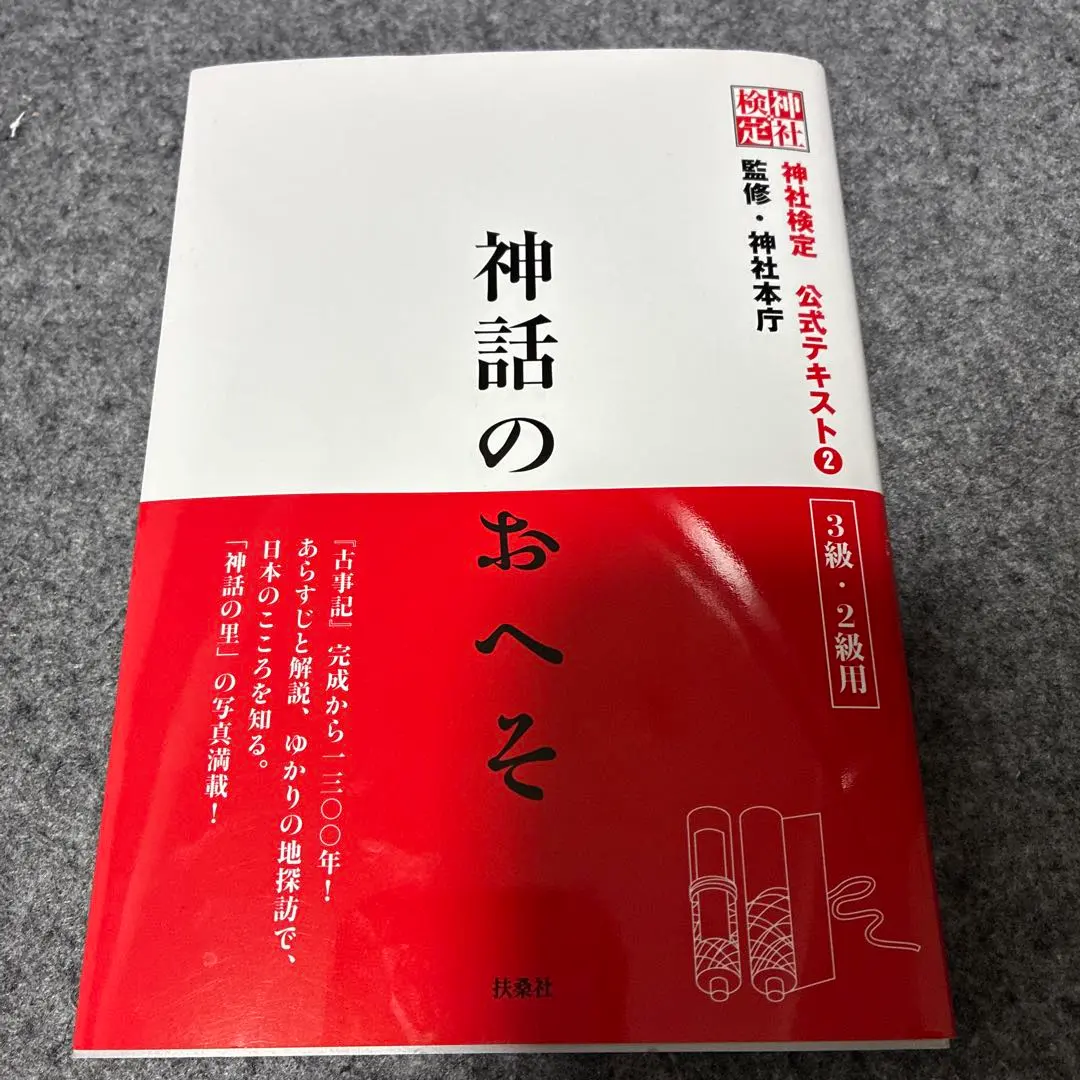 神社検定
神社検定 公式テキスト❷
監修・神社本庁
3級・2級用
神話のおへそ
『古事記』完成から一三〇〇年!
あらすじと解説、ゆかりの地探訪で、
日本のこころを知る。
「神話の里」の写真満載!
扶桑社